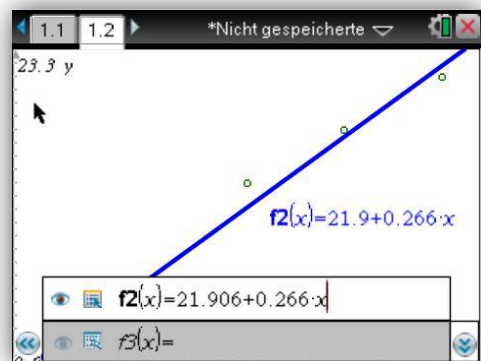 1.1 1.2 *Nicht gespeicherte
23.3 y
f2(x)=21.9+0.266·x
f2(x)=21.906+0.266·x
f3(x)=